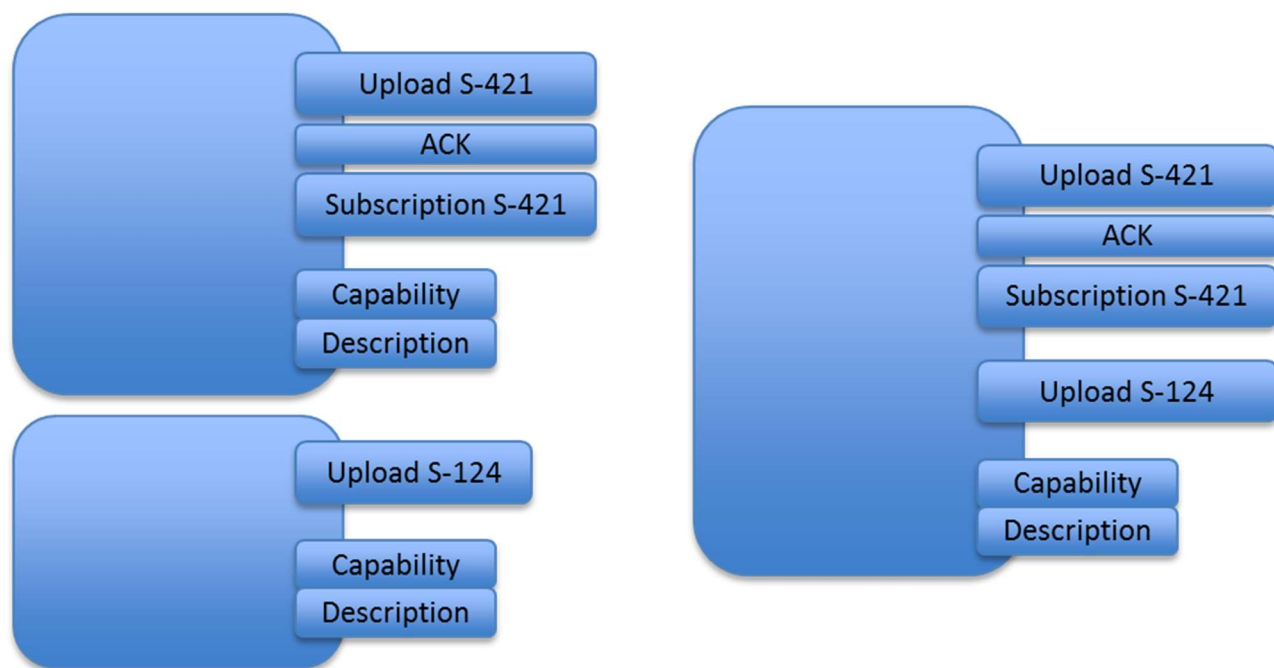 Upload S-421
ACK
Subscription S-421
Capability
Description
Upload S-124
Capability
Description
Upload S-421
ACK
Subscription S-421
Upload S-124
Capability
Description